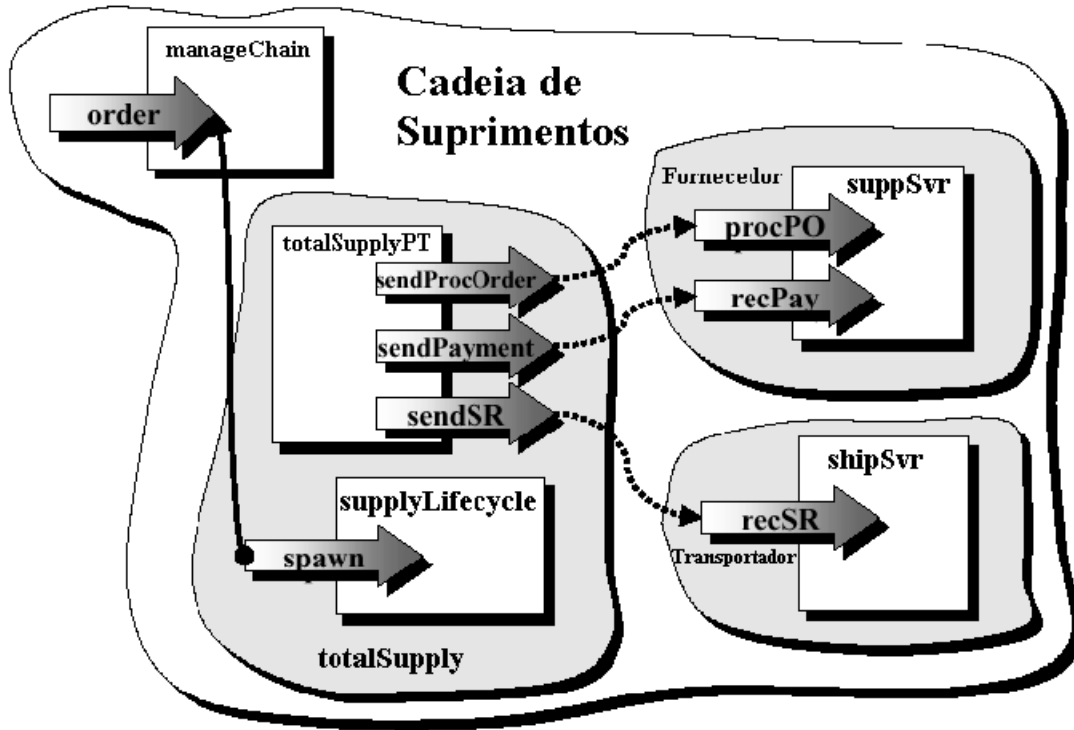 manageChain
order
Cadeia de
Suprimentos
Fornecedor
suppSvr
procPO
recPay
totalSupplyPT
sendProcOrder
sendPayment
sendSR
shipSvr
recSR
Transportador
supplyLifecycle
spawn
totalSupply